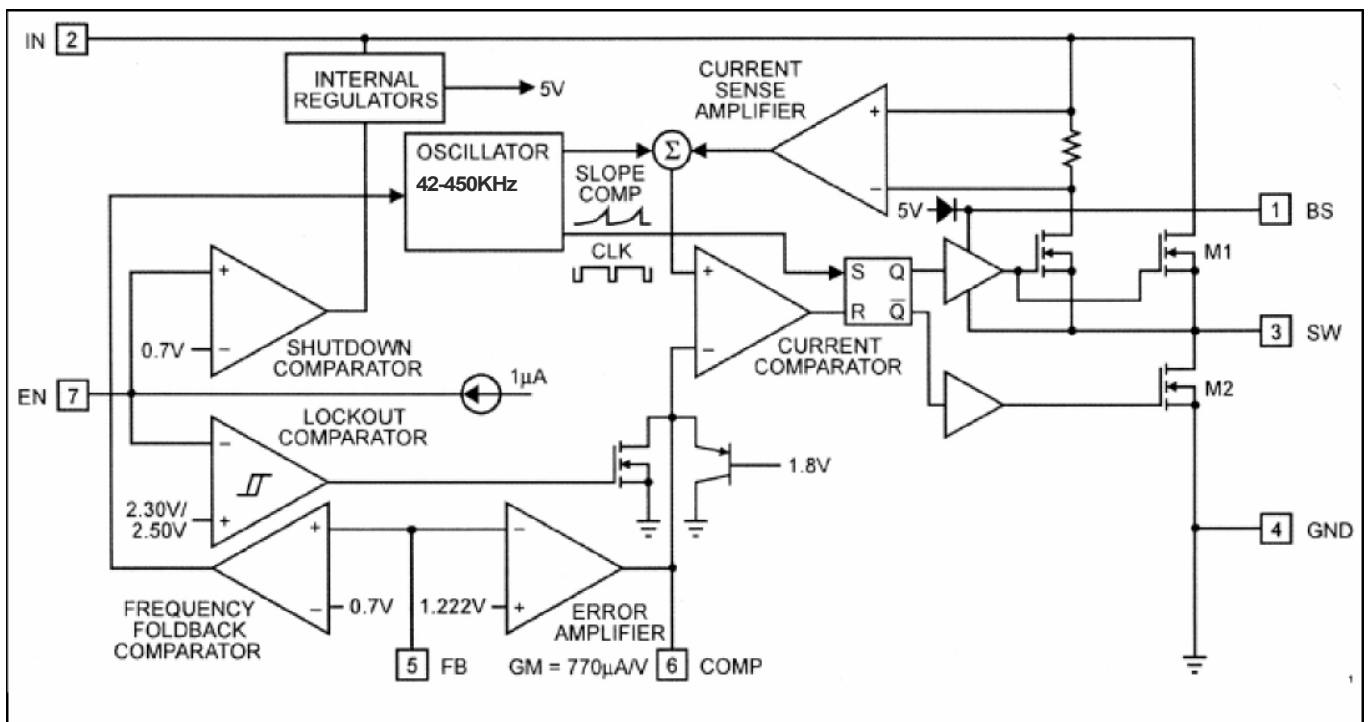 IN 2
INTERNAL
REGULATORS
5V
CURRENT
SENSE
AMPLIFIER
+
−
OSCILLATOR
42-450KHz
Σ
SLOPE
COMP
CLK
5V
1 BS
+
−
0.7V
SHUTDOWN
COMPARATOR
+
−
CURRENT
COMPARATOR
S Q
R Q̅
M1
3 SW
EN 7
1µA
LOCKOUT
COMPARATOR
−
+
2.30V/
2.50V
1.8V
M2
+
−
0.7V
FREQUENCY
FOLDBACK
COMPARATOR
−
+
1.222V
ERROR
AMPLIFIER
4 GND
5 FB
GM = 770µA/V 6 COMP
1